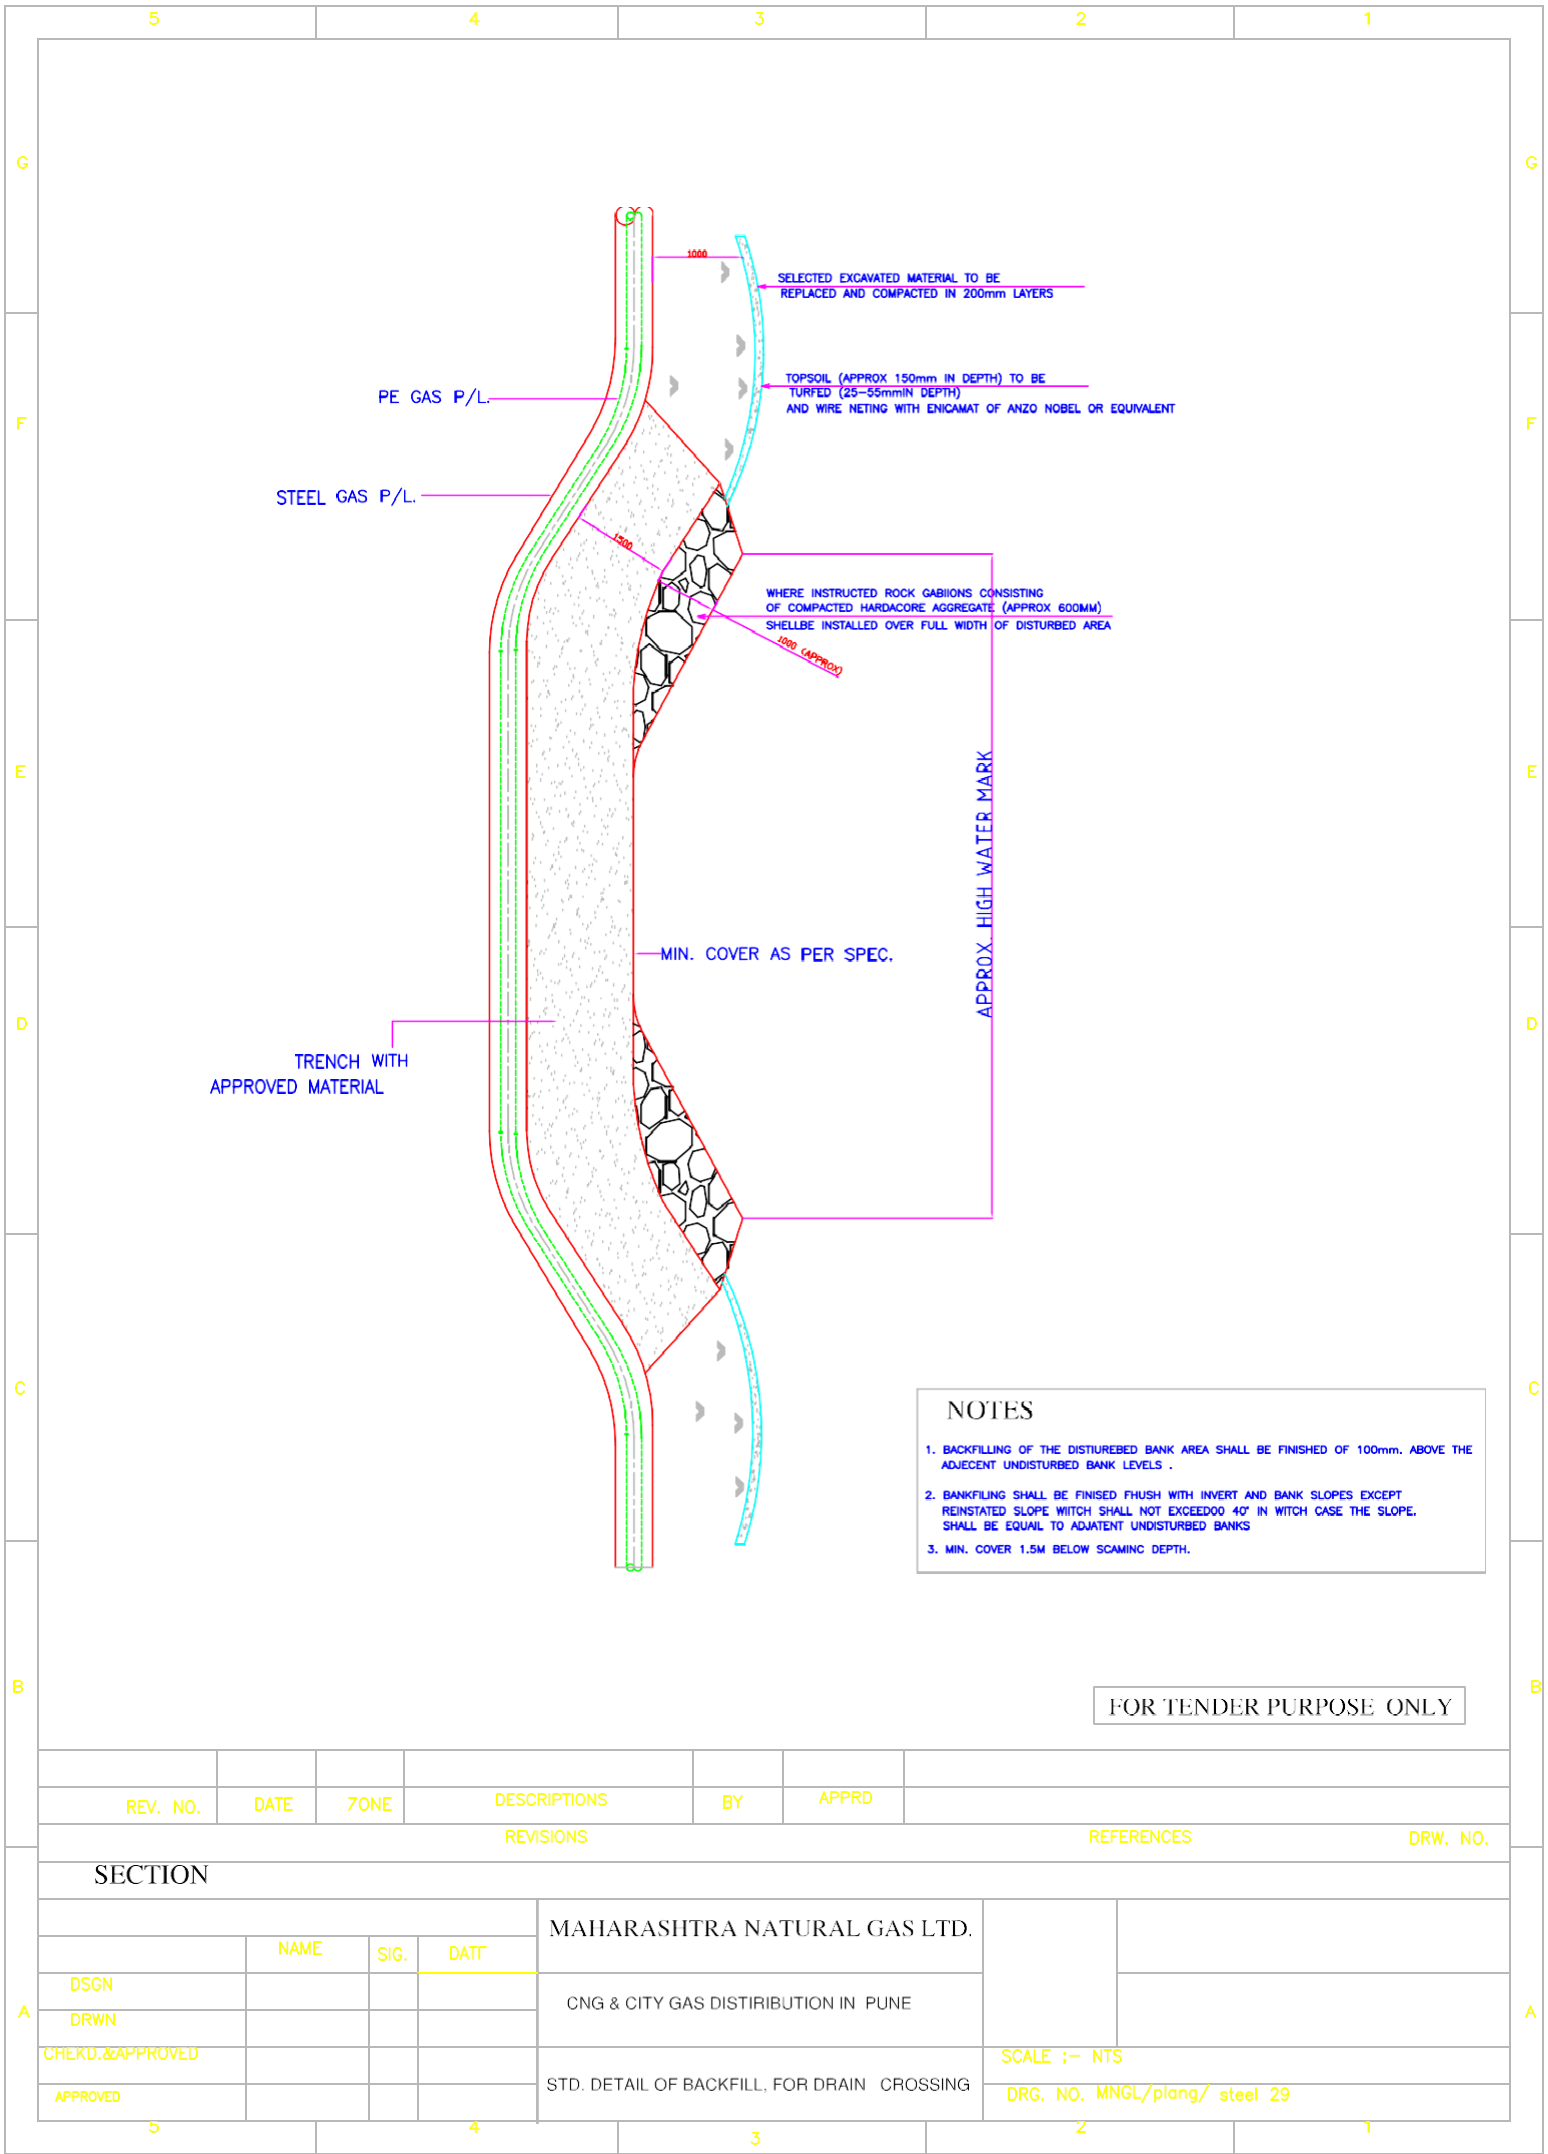 5 4 3 2 1
G G
1000
SELECTED EXCAVATED MATERIAL TO BE
REPLACED AND COMPACTED IN 200mm LAYERS
TOPSOIL (APPROX 150mm IN DEPTH) TO BE
TURFED (25-55mmIN DEPTH)
AND WIRE NETING WITH ENICAMAT OF ANZO NOBEL OR EQUIVALENT
PE GAS P/L.
F F
STEEL GAS P/L.
1500
WHERE INSTRUCTED ROCK GABIIONS CONSISTING
OF COMPACTED HARDACORE AGGREGATE (APPROX 600MM)
SHELLBE INSTALLED OVER FULL WIDTH OF DISTURBED AREA
1000 (APPROX)
E E
APPROX. HIGH WATER MARK
MIN. COVER AS PER SPEC.
D D
TRENCH WITH
APPROVED MATERIAL
C C
NOTES
1. BACKFILLING OF THE DISTIUREBED BANK AREA SHALL BE FINISHED OF 100mm. ABOVE THE
ADJECENT UNDISTURBED BANK LEVELS .
2. BANKFILING SHALL BE FINISED FHUSH WITH INVERT AND BANK SLOPES EXCEPT
REINSTATED SLOPE WIITCH SHALL NOT EXCEEDOO 40° IN WITCH CASE THE SLOPE.
SHALL BE EQUAIL TO ADJATENT UNDISTURBED BANKS
3. MIN. COVER 1.5M BELOW SCAMINC DEPTH.
B B
FOR TENDER PURPOSE ONLY
REV. NO. DATE ZONE DESCRIPTIONS BY APPRD
REVISIONS REFERENCES DRW. NO.
SECTION
MAHARASHTRA NATURAL GAS LTD.
NAME SIG. DATE
DSGN
CNG & CITY GAS DISTIRIBUTION IN PUNE
A A
DRWN
CHEKD.&APPROVED
SCALE :- NTS
STD. DETAIL OF BACKFILL, FOR DRAIN CROSSING
APPROVED
DRG. NO. MNGL/plang/ steel 29
5 4 3 2 1